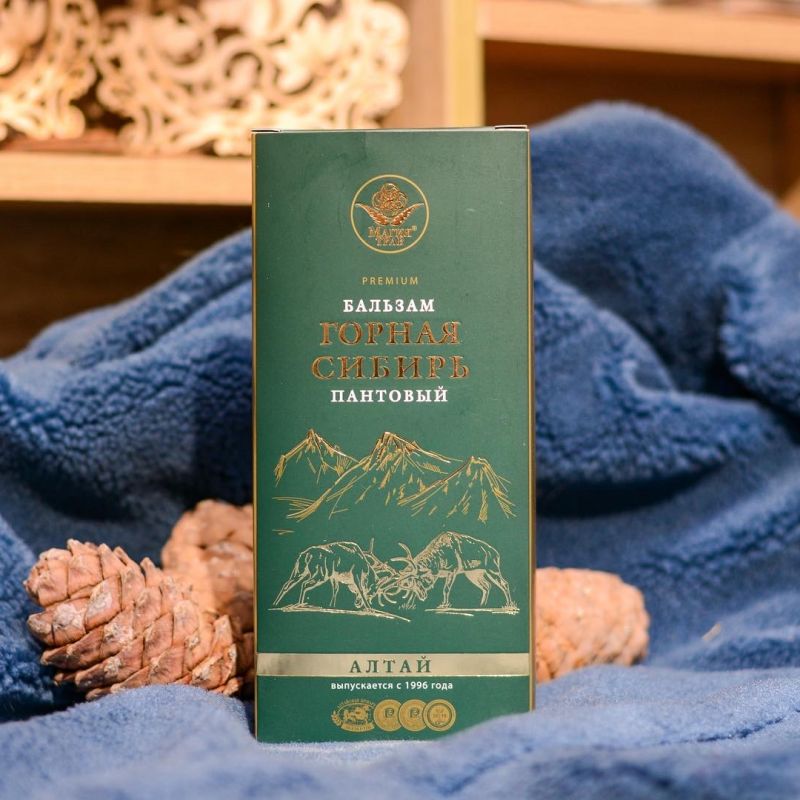 Магия®
трав
PREMIUM
БАЛЬЗАМ
ГОРНАЯ
СИБИРЬ
ПАНТОВЫЙ
АЛТАЙ
выпускается с 1996 года